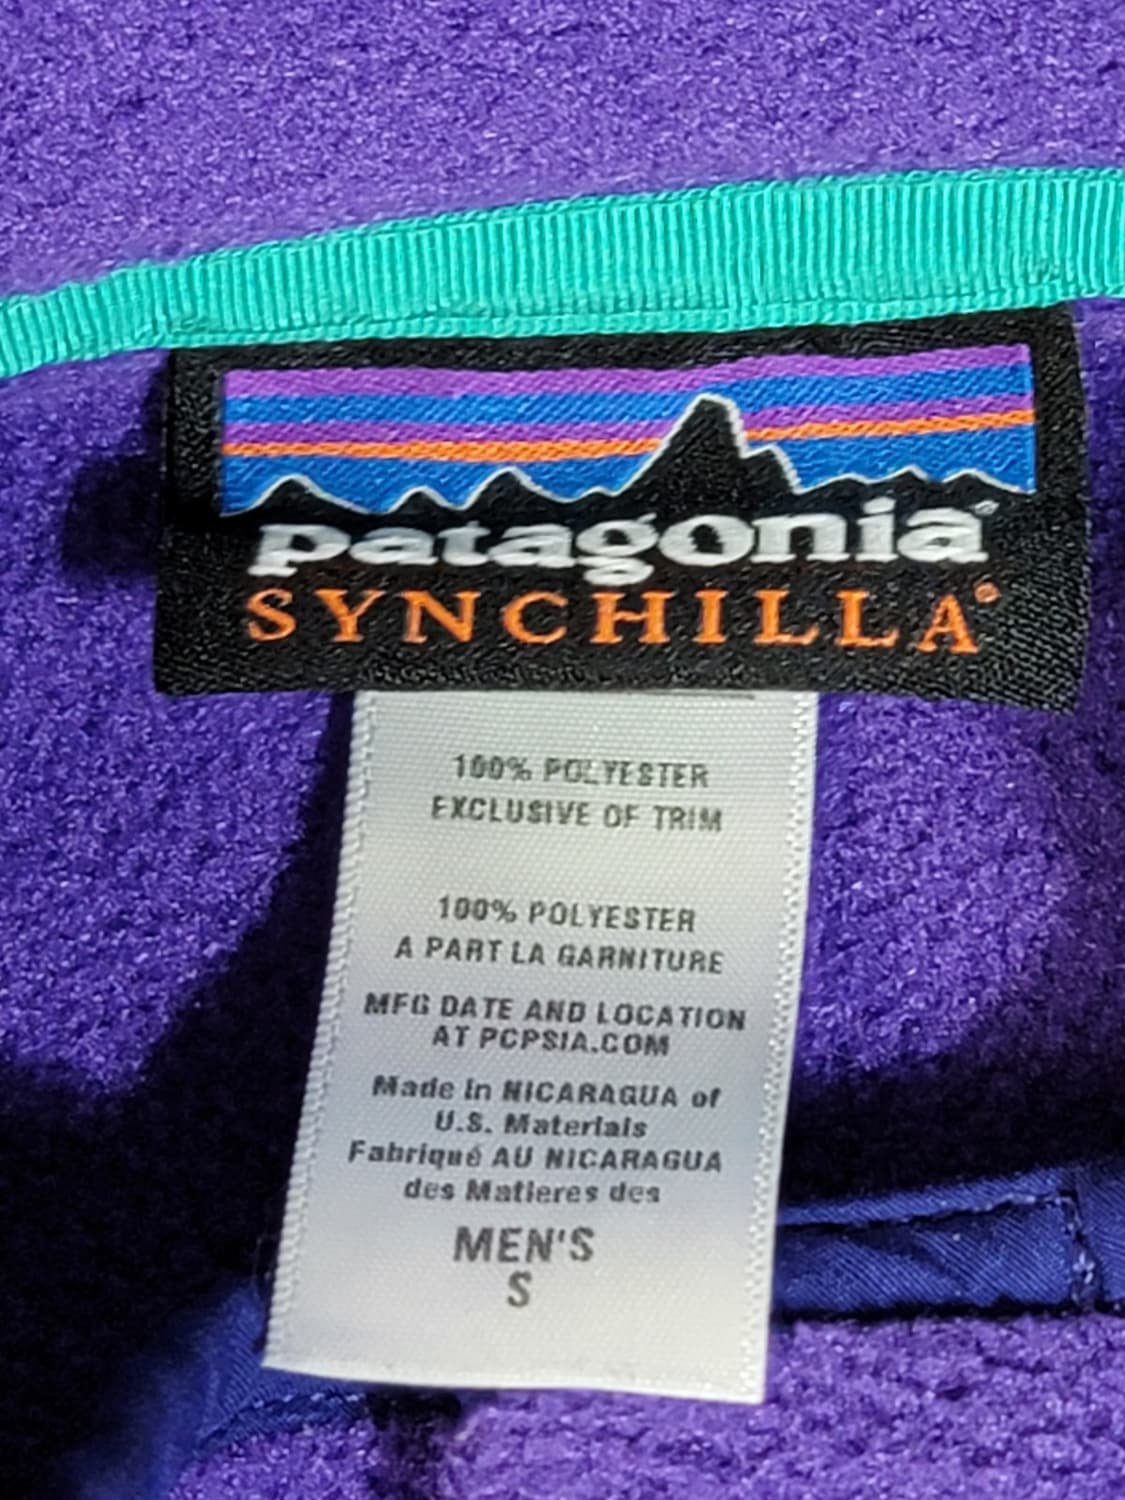 patagonia®
SYNCHILLA®
100% POLYESTER
EXCLUSIVE OF TRIM
100% POLYESTER
A PART LA GARNITURE
MFG DATE AND LOCATION
AT PCPSIA.COM
Made in NICARAGUA of
U.S. Materials
Fabriqué AU NICARAGUA
des Matieres des
MEN'S
S